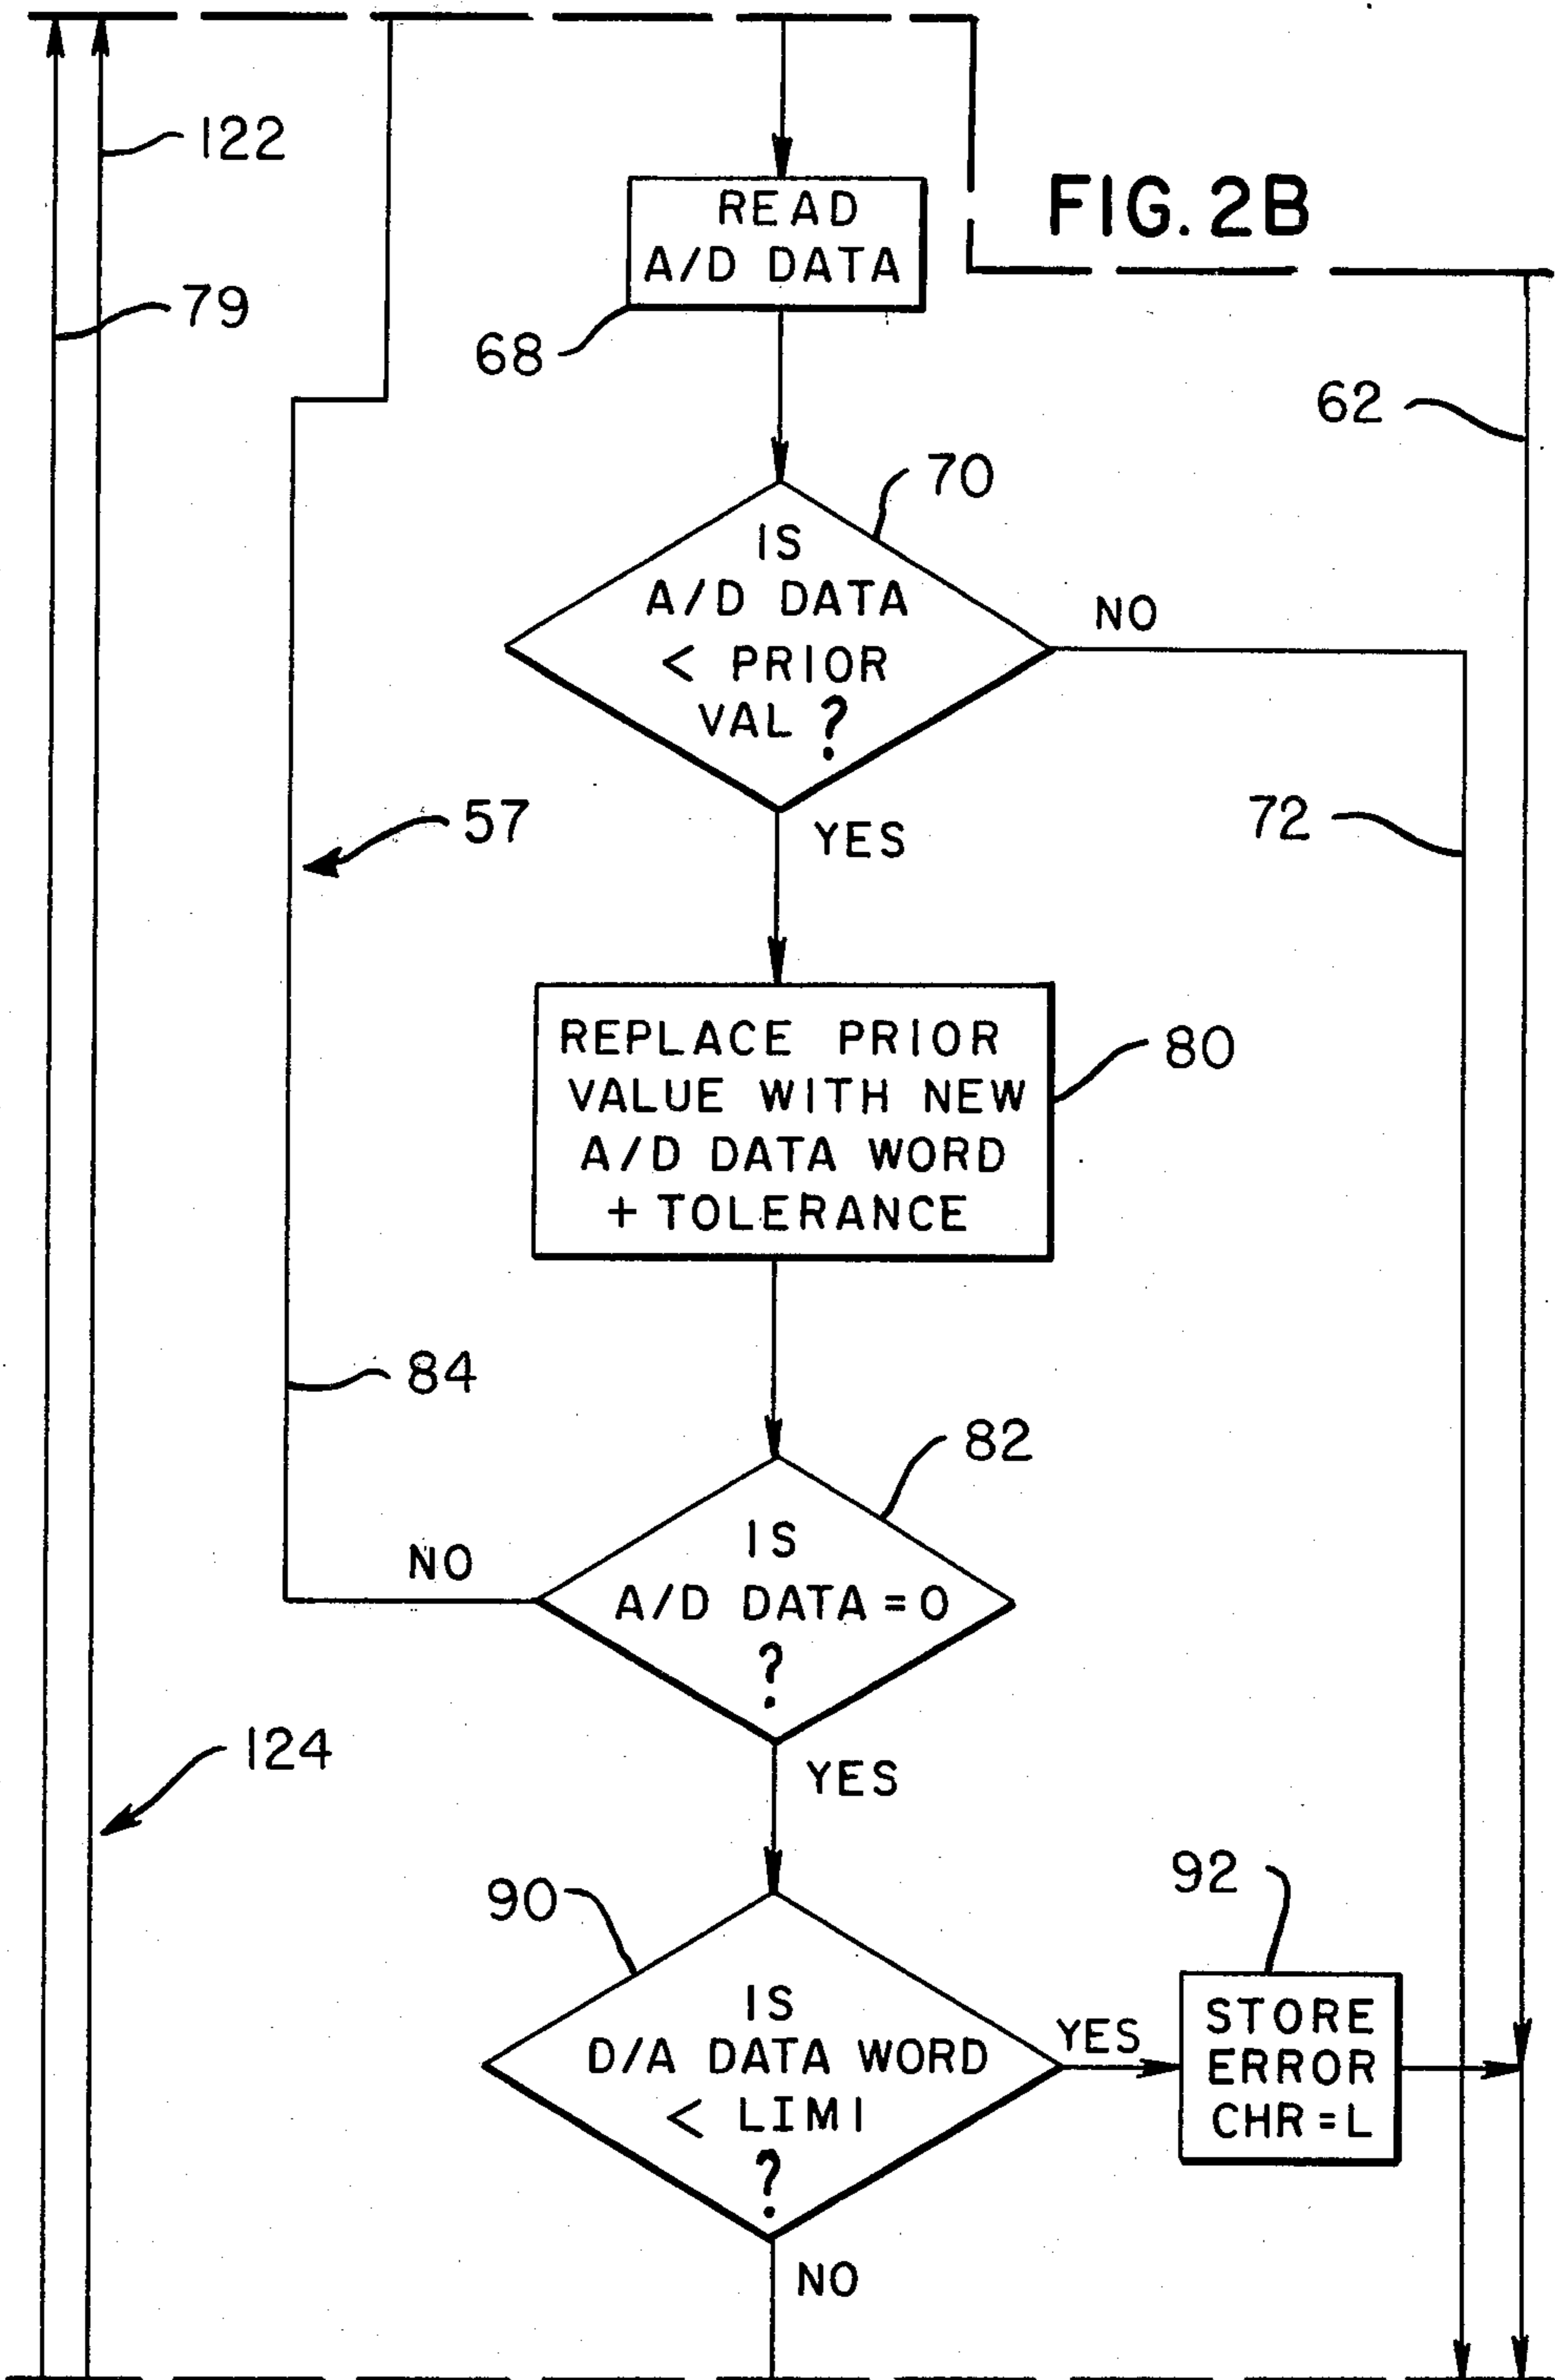 122
READ
A/D DATA
FIG. 2B
79
68
62
70
IS
A/D DATA
< PRIOR
VAL ?
NO
57
72
YES
REPLACE PRIOR
VALUE WITH NEW
A/D DATA WORD
+ TOLERANCE
80
84
82
IS
A/D DATA = 0
?
NO
124
YES
90
92
IS
D/A DATA WORD
< LIM1
?
YES
STORE
ERROR
CHR = L
NO